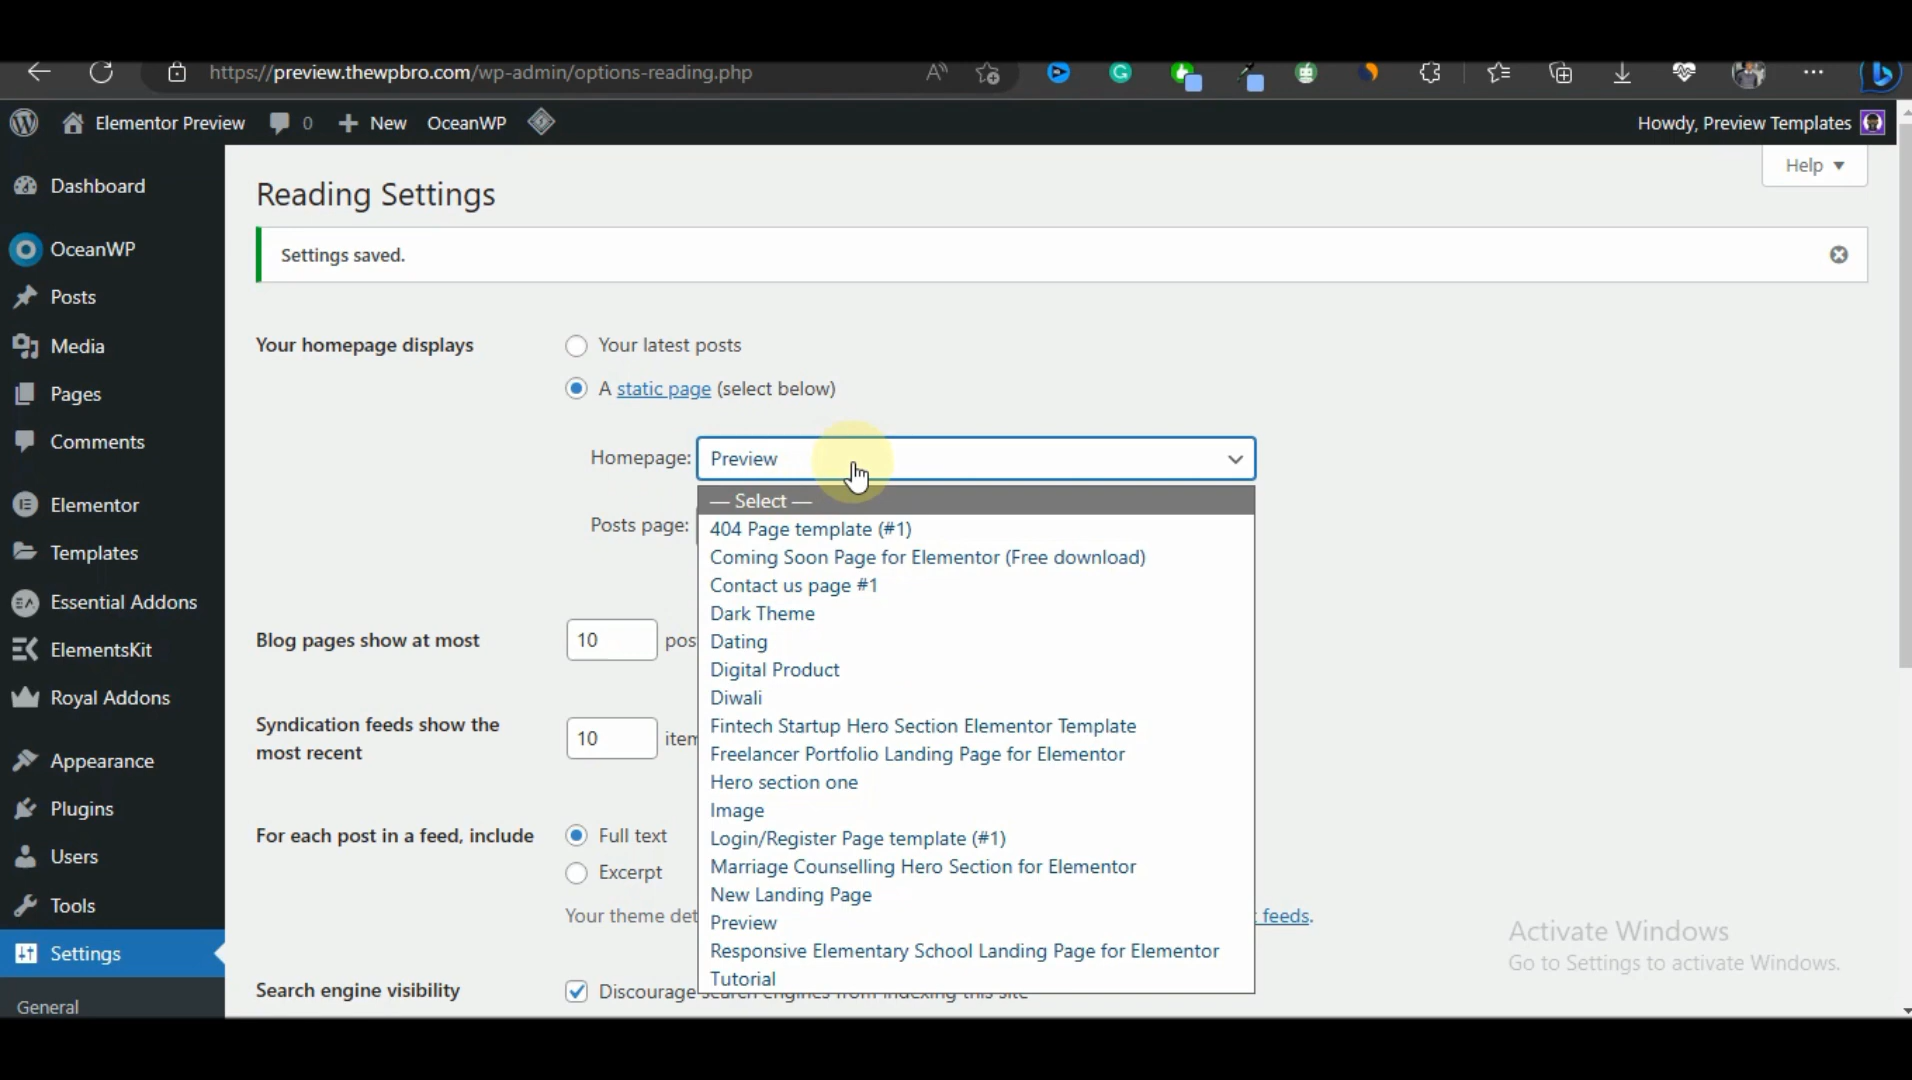 https://preview.thewpbro.com/wp-admin/options-reading.php
Elementor Preview 0 New OceanWP
Howdy, Preview Templates
Dashboard
OceanWP
Posts
Media
Pages
Comments
Elementor
Templates
Essential Addons
ElementsKit
Royal Addons
Appearance
Plugins
Users
Tools
Settings
General
Help
Reading Settings
Settings saved.
Your homepage displays
Your latest posts
A static page (select below)
Homepage: Preview
— Select —
404 Page template (#1)
Coming Soon Page for Elementor (Free download)
Contact us page #1
Dark Theme
Dating
Digital Product
Diwali
Fintech Startup Hero Section Elementor Template
Freelancer Portfolio Landing Page for Elementor
Hero section one
Image
Login/Register Page template (#1)
Marriage Counselling Hero Section for Elementor
New Landing Page
Preview
Responsive Elementary School Landing Page for Elementor
Tutorial
Posts page:
Blog pages show at most 10 pos
Syndication feeds show the
most recent
10 iten
For each post in a feed, include
Full text
Excerpt
Your theme det
feeds.
Search engine visibility
Discourage search engines from indexing this site
Activate Windows
Go to Settings to activate Windows.